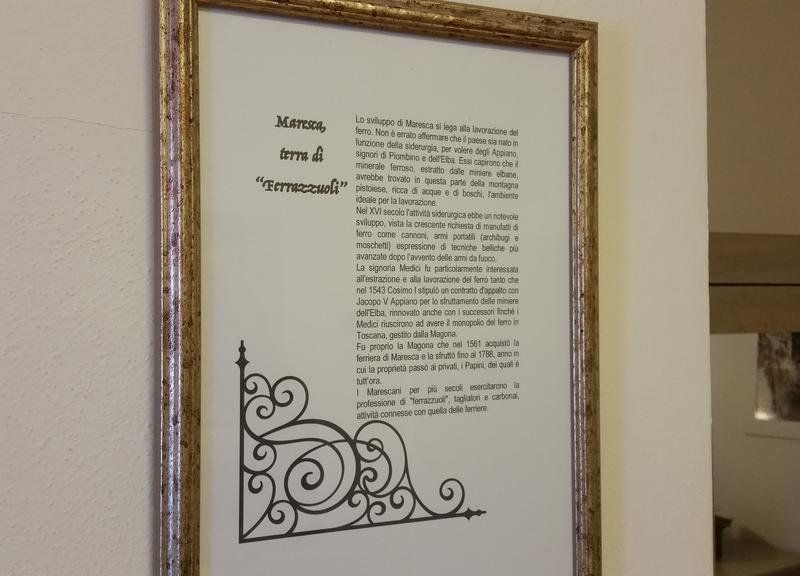 Maresca,
terra di
“Ferrazzuoli”
Lo sviluppo di Maresca si lega alla lavorazione del
ferro. Non è errato affermare che il paese sia nato in
funzione della siderurgia, per volere degli Appiano,
signori di Piombino e dell'Elba. Essi capirono che il
minerale ferroso, estratto dalle miniere elbane,
avrebbe trovato in questa parte della montagna
pistoiese, ricca di acque e di boschi, l'ambiente
ideale per la lavorazione.
Nel XVI secolo l'attività siderurgica ebbe un notevole
sviluppo, vista la crescente richiesta di manufatti di
ferro come cannoni, armi portatili (archibugi e
moschetti) espressione di tecniche belliche più
avanzate dopo l'avvento delle armi da fuoco.
La signoria Medici fu particolarmente interessata
all'estrazione e alla lavorazione del ferro tanto che
nel 1543 Cosimo I stipulò un contratto d'appalto con
Jacopo V Appiano per lo sfruttamento delle miniere
dell'Elba, rinnovato anche con i successori finchè i
Medici riuscirono ad avere il monopolio del ferro in
Toscana, gestito dalla Magona.
Fu proprio la Magona che nel 1561 acquistò la
ferriera di Maresca e la sfruttò fino al 1788, anno in
cui la proprietà passò ai privati, i Papini, dei quali è
tutt'ora.
I Marescani per più secoli esercitarono la
professione di "ferrazzuoli", tagliatori e carbonai,
attività connesse con quella delle ferriere.